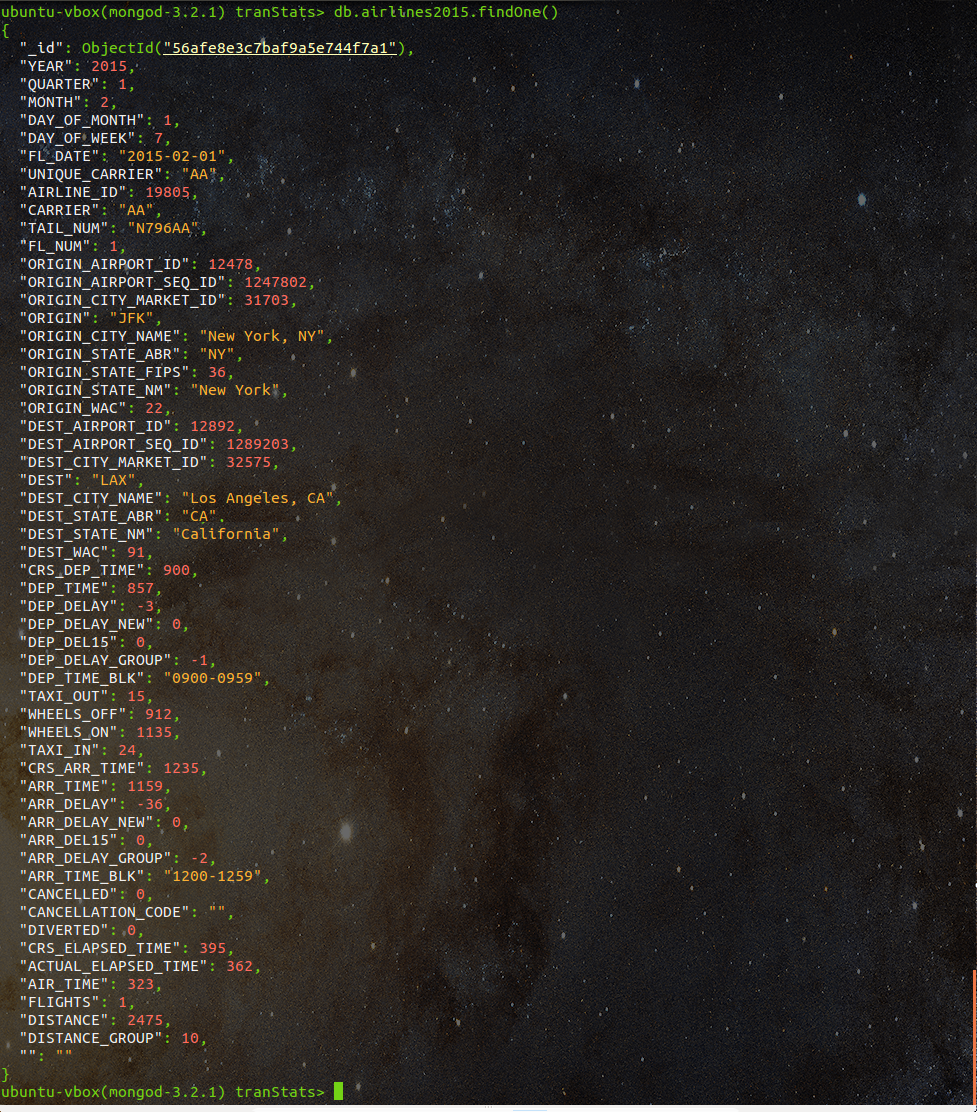 ubuntu-vbox(mongod-3.2.1) tranStats> db.airlines2015.findOne()
{
  "_id": ObjectId("56afe8e3c7baf9a5e744f7a1"),
  "YEAR": 2015,
  "QUARTER": 1,
  "MONTH": 2,
  "DAY_OF_MONTH": 1,
  "DAY_OF_WEEK": 7,
  "FL_DATE": "2015-02-01",
  "UNIQUE_CARRIER": "AA",
  "AIRLINE_ID": 19805,
  "CARRIER": "AA",
  "TAIL_NUM": "N796AA",
  "FL_NUM": 1,
  "ORIGIN_AIRPORT_ID": 12478,
  "ORIGIN_AIRPORT_SEQ_ID": 1247802,
  "ORIGIN_CITY_MARKET_ID": 31703,
  "ORIGIN": "JFK",
  "ORIGIN_CITY_NAME": "New York, NY",
  "ORIGIN_STATE_ABR": "NY",
  "ORIGIN_STATE_FIPS": 36,
  "ORIGIN_STATE_NM": "New York",
  "ORIGIN_WAC": 22,
  "DEST_AIRPORT_ID": 12892,
  "DEST_AIRPORT_SEQ_ID": 1289203,
  "DEST_CITY_MARKET_ID": 32575,
  "DEST": "LAX",
  "DEST_CITY_NAME": "Los Angeles, CA",
  "DEST_STATE_ABR": "CA",
  "DEST_STATE_NM": "California",
  "DEST_WAC": 91,
  "CRS_DEP_TIME": 900,
  "DEP_TIME": 857,
  "DEP_DELAY": -3,
  "DEP_DELAY_NEW": 0,
  "DEP_DEL15": 0,
  "DEP_DELAY_GROUP": -1,
  "DEP_TIME_BLK": "0900-0959",
  "TAXI_OUT": 15,
  "WHEELS_OFF": 912,
  "WHEELS_ON": 1135,
  "TAXI_IN": 24,
  "CRS_ARR_TIME": 1235,
  "ARR_TIME": 1159,
  "ARR_DELAY": -36,
  "ARR_DELAY_NEW": 0,
  "ARR_DEL15": 0,
  "ARR_DELAY_GROUP": -2,
  "ARR_TIME_BLK": "1200-1259",
  "CANCELLED": 0,
  "CANCELLATION_CODE": "",
  "DIVERTED": 0,
  "CRS_ELAPSED_TIME": 395,
  "ACTUAL_ELAPSED_TIME": 362,
  "AIR_TIME": 323,
  "FLIGHTS": 1,
  "DISTANCE": 2475,
  "DISTANCE_GROUP": 10,
  "": ""
}
ubuntu-vbox(mongod-3.2.1) tranStats>